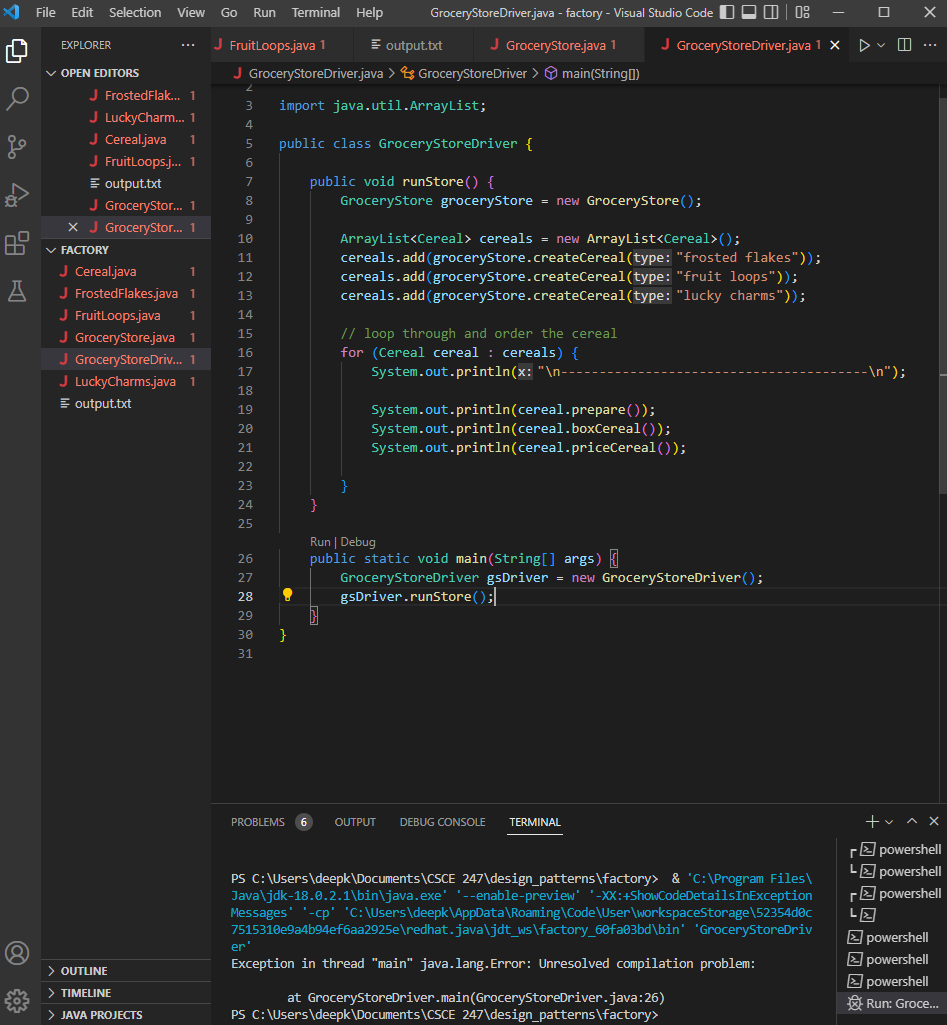 File Edit Selection View Go Run Terminal Help GroceryStoreDriver.java - factory - Visual Studio Code
EXPLORER ···
FruitLoops.java 1 output.txt GroceryStore.java 1 GroceryStoreDriver.java 1
GroceryStoreDriver.java > GroceryStoreDriver > main(String[])
OPEN EDITORS
FrostedFlak... 1
LuckyCharm... 1
Cereal.java 1
FruitLoops.j... 1
output.txt
GroceryStor... 1
GroceryStor... 1
FACTORY
Cereal.java 1
FrostedFlakes.java 1
FruitLoops.java 1
GroceryStore.java 1
GroceryStoreDriv... 1
LuckyCharms.java 1
output.txt
OUTLINE
TIMELINE
JAVA PROJECTS
2
3 import java.util.ArrayList;
4
5 public class GroceryStoreDriver {
6
7 public void runStore() {
8 GroceryStore groceryStore = new GroceryStore();
9
10 ArrayList<Cereal> cereals = new ArrayList<Cereal>();
11 cereals.add(groceryStore.createCereal(type:"frosted flakes"));
12 cereals.add(groceryStore.createCereal(type:"fruit loops"));
13 cereals.add(groceryStore.createCereal(type:"lucky charms"));
14
15 // loop through and order the cereal
16 for (Cereal cereal : cereals) {
17 System.out.println(x:"\n----------------------------------------\n");
18
19 System.out.println(cereal.prepare());
20 System.out.println(cereal.boxCereal());
21 System.out.println(cereal.priceCereal());
22
23 }
24 }
25
Run | Debug
26 public static void main(String[] args) {
27 GroceryStoreDriver gsDriver = new GroceryStoreDriver();
28 gsDriver.runStore();
29 }
30 }
31
PROBLEMS 6 OUTPUT DEBUG CONSOLE TERMINAL
PS C:\Users\deepk\Documents\CSCE 247\design_patterns\factory> & 'C:\Program Files\
Java\jdk-18.0.2.1\bin\java.exe' '--enable-preview' '-XX:+ShowCodeDetailsInException
Messages' '-cp' 'C:\Users\deepk\AppData\Roaming\Code\User\workspaceStorage\52354d0c
7515310e9a4b94ef6aa2925e\redhat.java\jdt_ws\factory_60fa03bd\bin' 'GroceryStoreDriv
er'
Exception in thread "main" java.lang.Error: Unresolved compilation problem:
at GroceryStoreDriver.main(GroceryStoreDriver.java:26)
PS C:\Users\deepk\Documents\CSCE 247\design_patterns\factory>
powershell
powershell
powershell
powershell
powershell
powershell
Run: Groce...